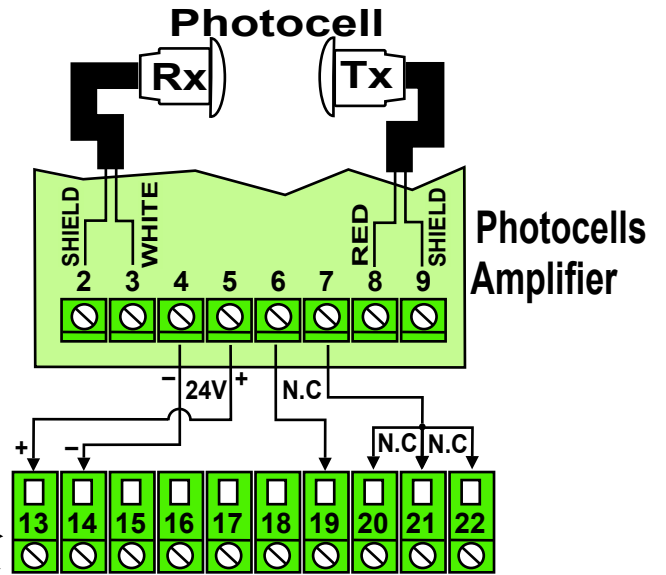 Photocell
Rx Tx
SHIELD WHITE RED SHIELD
Photocells
Amplifier
2 3 4 5 6 7 8 9
− 24V + N.C
+ − N.C N.C
13 14 15 16 17 18 19 20 21 22